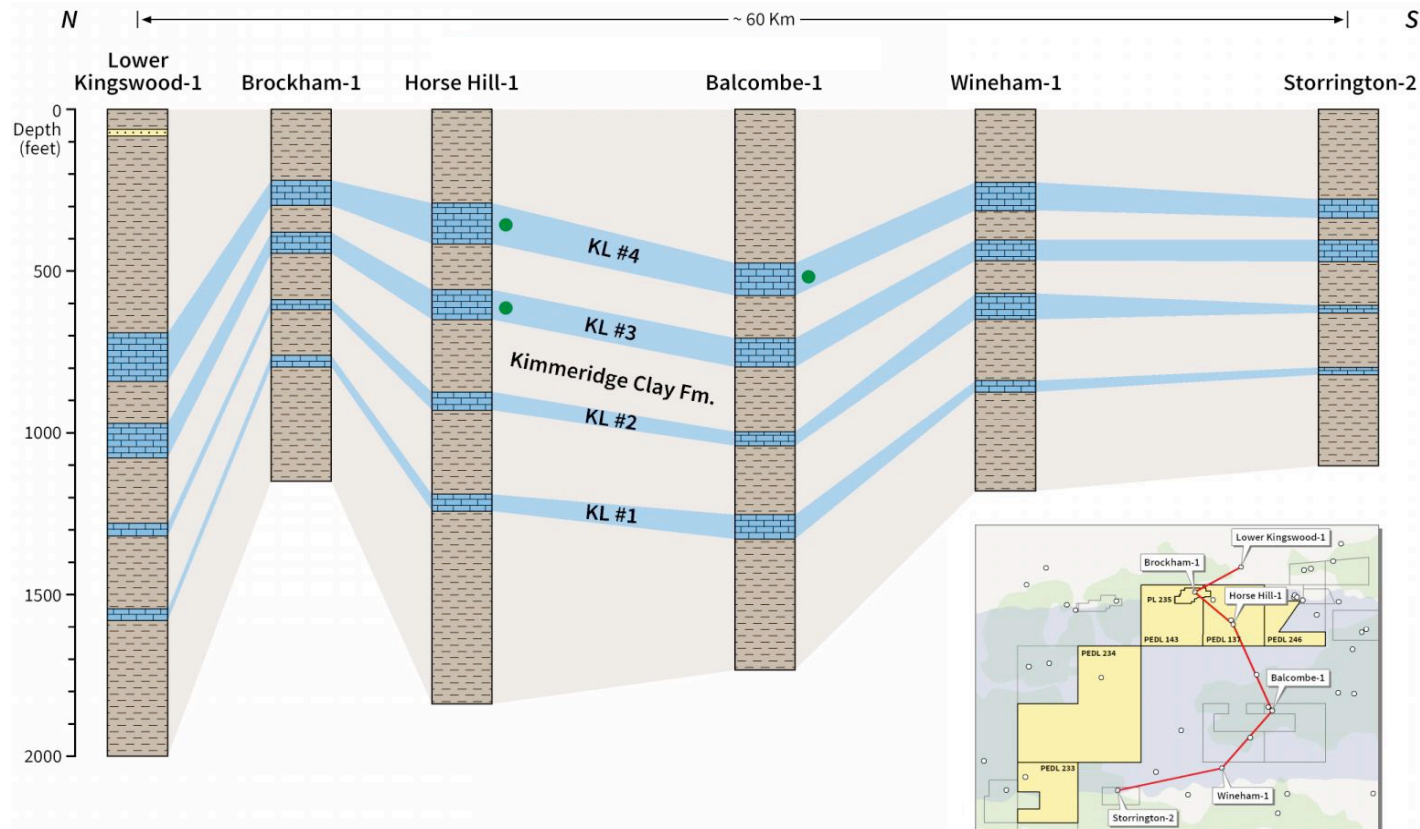 N
~ 60 Km
S
Lower
Kingswood-1
Brockham-1
Horse Hill-1
Balcombe-1
Wineham-1
Storrington-2
0
Depth
(feet)
500
1000
1500
2000
KL #4
KL #3
Kimmeridge Clay Fm.
KL #2
KL #1
Lower Kingswood-1
Brockham-1
Horse Hill-1
PL 235
PEDL 143
PEDL 137
PEDL 246
PEDL 234
Balcombe-1
PEDL 233
Wineham-1
Storrington-2